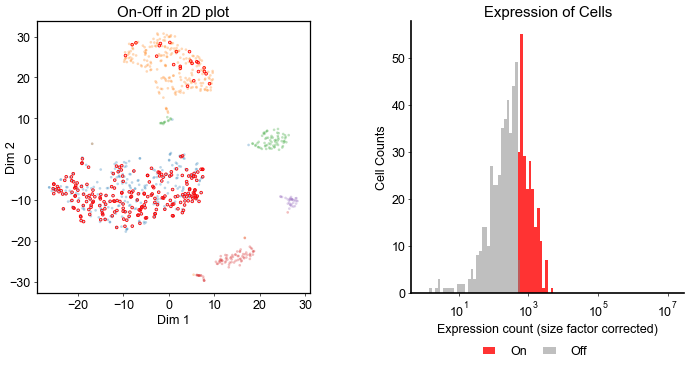 On-Off in 2D plot
Expression of Cells
Dim 2
30
20
10
0
−10
−20
−30
−20 −10 0 10 20 30
Dim 1
Cell Counts
50
40
30
20
10
0
10^1 10^3 10^5 10^7
Expression count (size factor corrected)
On Off